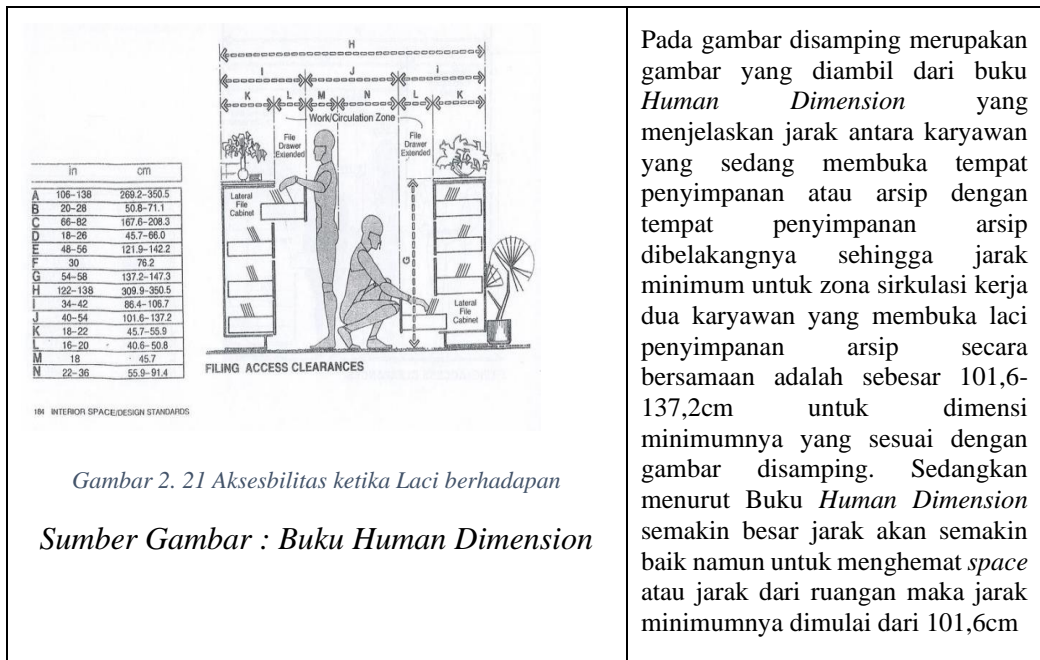 H
I J i
K L M N L K
Work/Circulation Zone
File
Drawer
Extended
File
Drawer
Extended
Lateral
File
Cabinet
G
Lateral
File
Cabinet
FILING ACCESS CLEARANCES
in cm
A 106–138 269.2–350.5
B 20–28 50.8–71.1
C 66–82 167.6–208.3
D 18–26 45.7–66.0
E 48–56 121.9–142.2
F 30 76.2
G 54–58 137.2–147.3
H 122–138 309.9–350.5
I 34–42 86.4–106.7
J 40–54 101.6–137.2
K 18–22 45.7–55.9
L 16–20 40.6–50.8
M 18 45.7
N 22–36 55.9–91.4
184 INTERIOR SPACE/DESIGN STANDARDS
Gambar 2. 21 Aksesbilitas ketika Laci berhadapan
Sumber Gambar : Buku Human Dimension
Pada gambar disamping merupakan
gambar yang diambil dari buku
Human Dimension yang
menjelaskan jarak antara karyawan
yang sedang membuka tempat
penyimpanan atau arsip dengan
tempat penyimpanan arsip
dibelakangnya sehingga jarak
minimum untuk zona sirkulasi kerja
dua karyawan yang membuka laci
penyimpanan arsip secara
bersamaan adalah sebesar 101,6-
137,2cm untuk dimensi
minimumnya yang sesuai dengan
gambar disamping. Sedangkan
menurut Buku Human Dimension
semakin besar jarak akan semakin
baik namun untuk menghemat space
atau jarak dari ruangan maka jarak
minimumnya dimulai dari 101,6cm